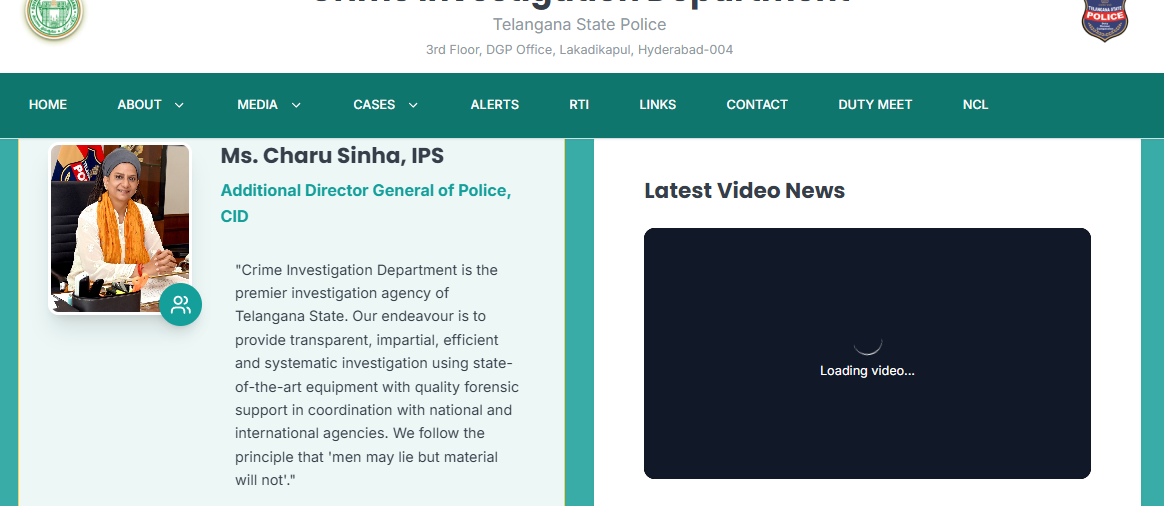 Crime Investigation Department
Telangana State Police
3rd Floor, DGP Office, Lakadikapul, Hyderabad-004
TELANGANA STATE
POLICE
HOME ABOUT MEDIA CASES ALERTS RTI LINKS CONTACT DUTY MEET NCL
Ms. Charu Sinha, IPS
Additional Director General of Police,
CID
"Crime Investigation Department is the
premier investigation agency of
Telangana State. Our endeavour is to
provide transparent, impartial, efficient
and systematic investigation using state-
of-the-art equipment with quality forensic
support in coordination with national and
international agencies. We follow the
principle that 'men may lie but material
will not'."
Latest Video News
Loading video...